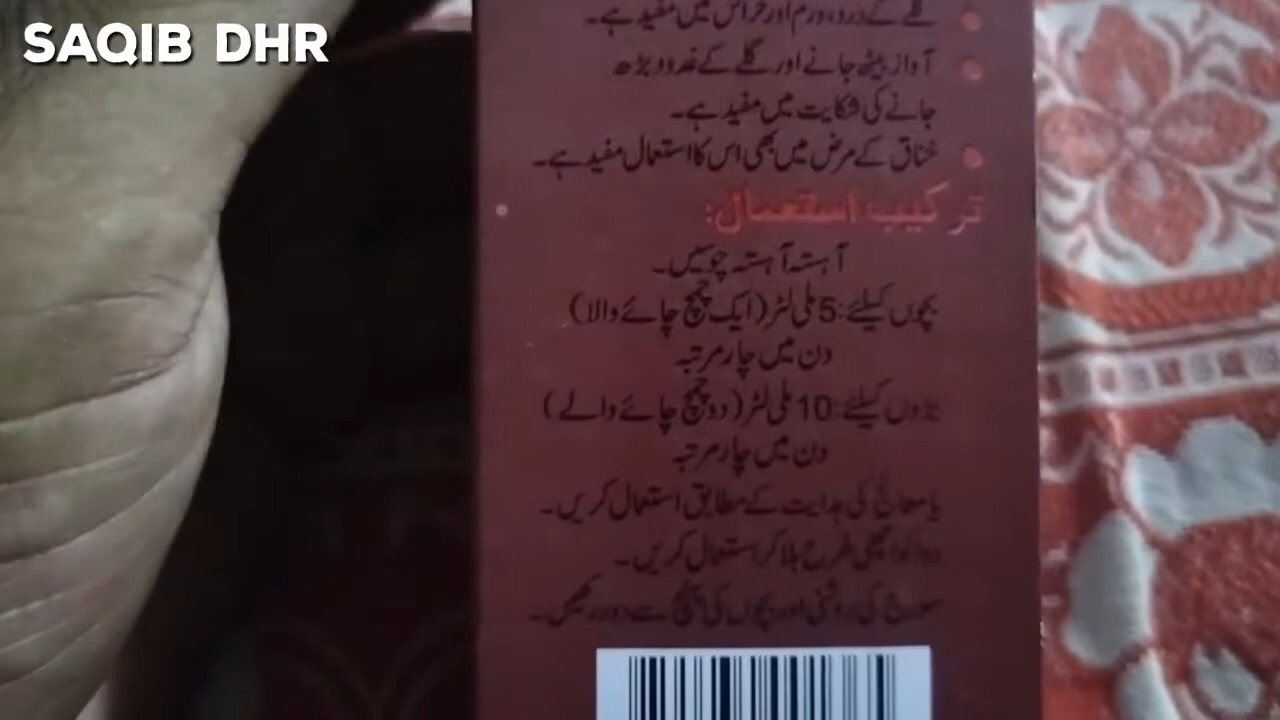 SAQIB DHR
گلے کے درد، ورم اور خراش میں مفید ہے۔
آواز بیٹھ جانے اور گلے کے غدود بڑھ
جانے کی شکایت میں مفید ہے۔
خناق کے مرض میں بھی اس کا استعمال مفید ہے۔
ترکیب استعمال:
آہستہ آہستہ چوسیں۔
بچوں کیلئے: 5 ملی لٹر (ایک چمچ چائے والا)
دن میں چار مرتبہ
بڑوں کیلئے: 10 ملی لٹر (دو چمچ چائے والے)
دن میں چار مرتبہ
یا معالج کی ہدایت کے مطابق استعمال کریں۔
دوا کو اچھی طرح ہلا کر استعمال کریں۔
سورج کی روشنی اور بچوں کی پہنچ سے دور رکھیں۔